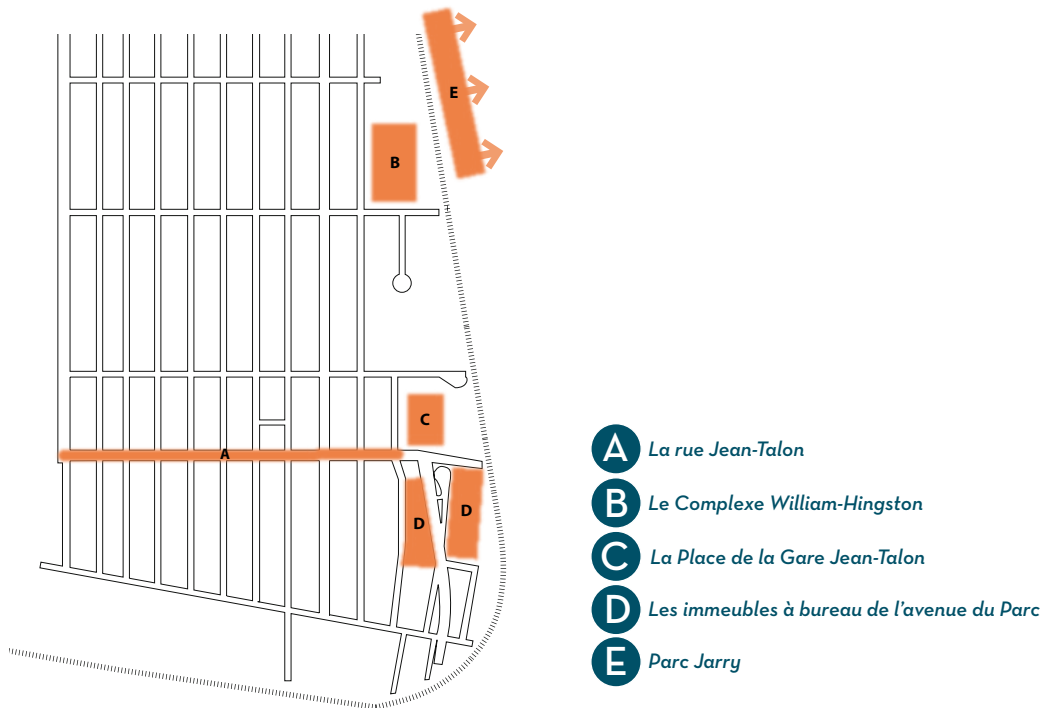 E
B
C
A
D
D
A La rue Jean-Talon
B Le Complexe William-Hingston
C La Place de la Gare Jean-Talon
D Les immeubles à bureau de l'avenue du Parc
E Parc Jarry